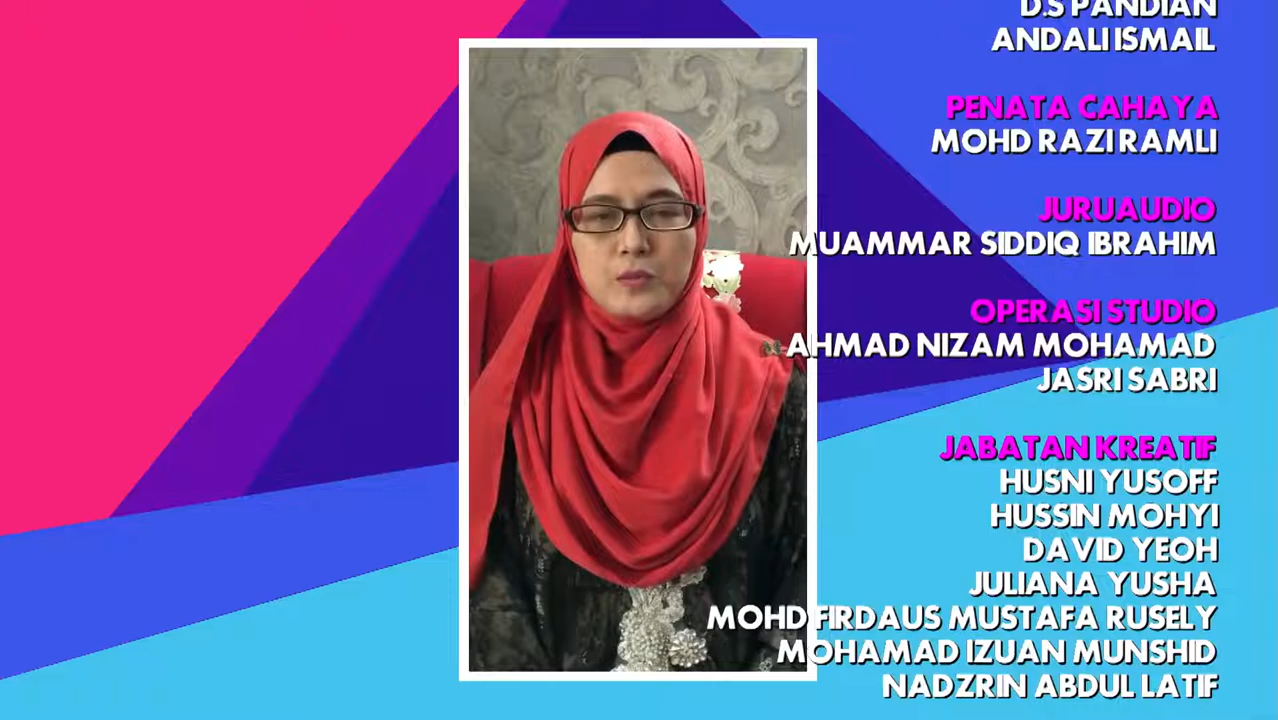 D.S PANDIAN
ANDALI ISMAIL
PENATA CAHAYA
MOHD RAZI RAMLI
JURUAUDIO
MUAMMAR SIDDIQ IBRAHIM
OPERASI STUDIO
AHMAD NIZAM MOHAMAD
JASRI SABRI
JABATAN KREATIF
HUSNI YUSOFF
HUSSIN MOHYI
DAVID YEOH
JULIANA YUSHA
MOHD FIRDAUS MUSTAFA RUSELY
MOHAMAD IZUAN MUNSHID
NADZRIN ABDUL LATIF